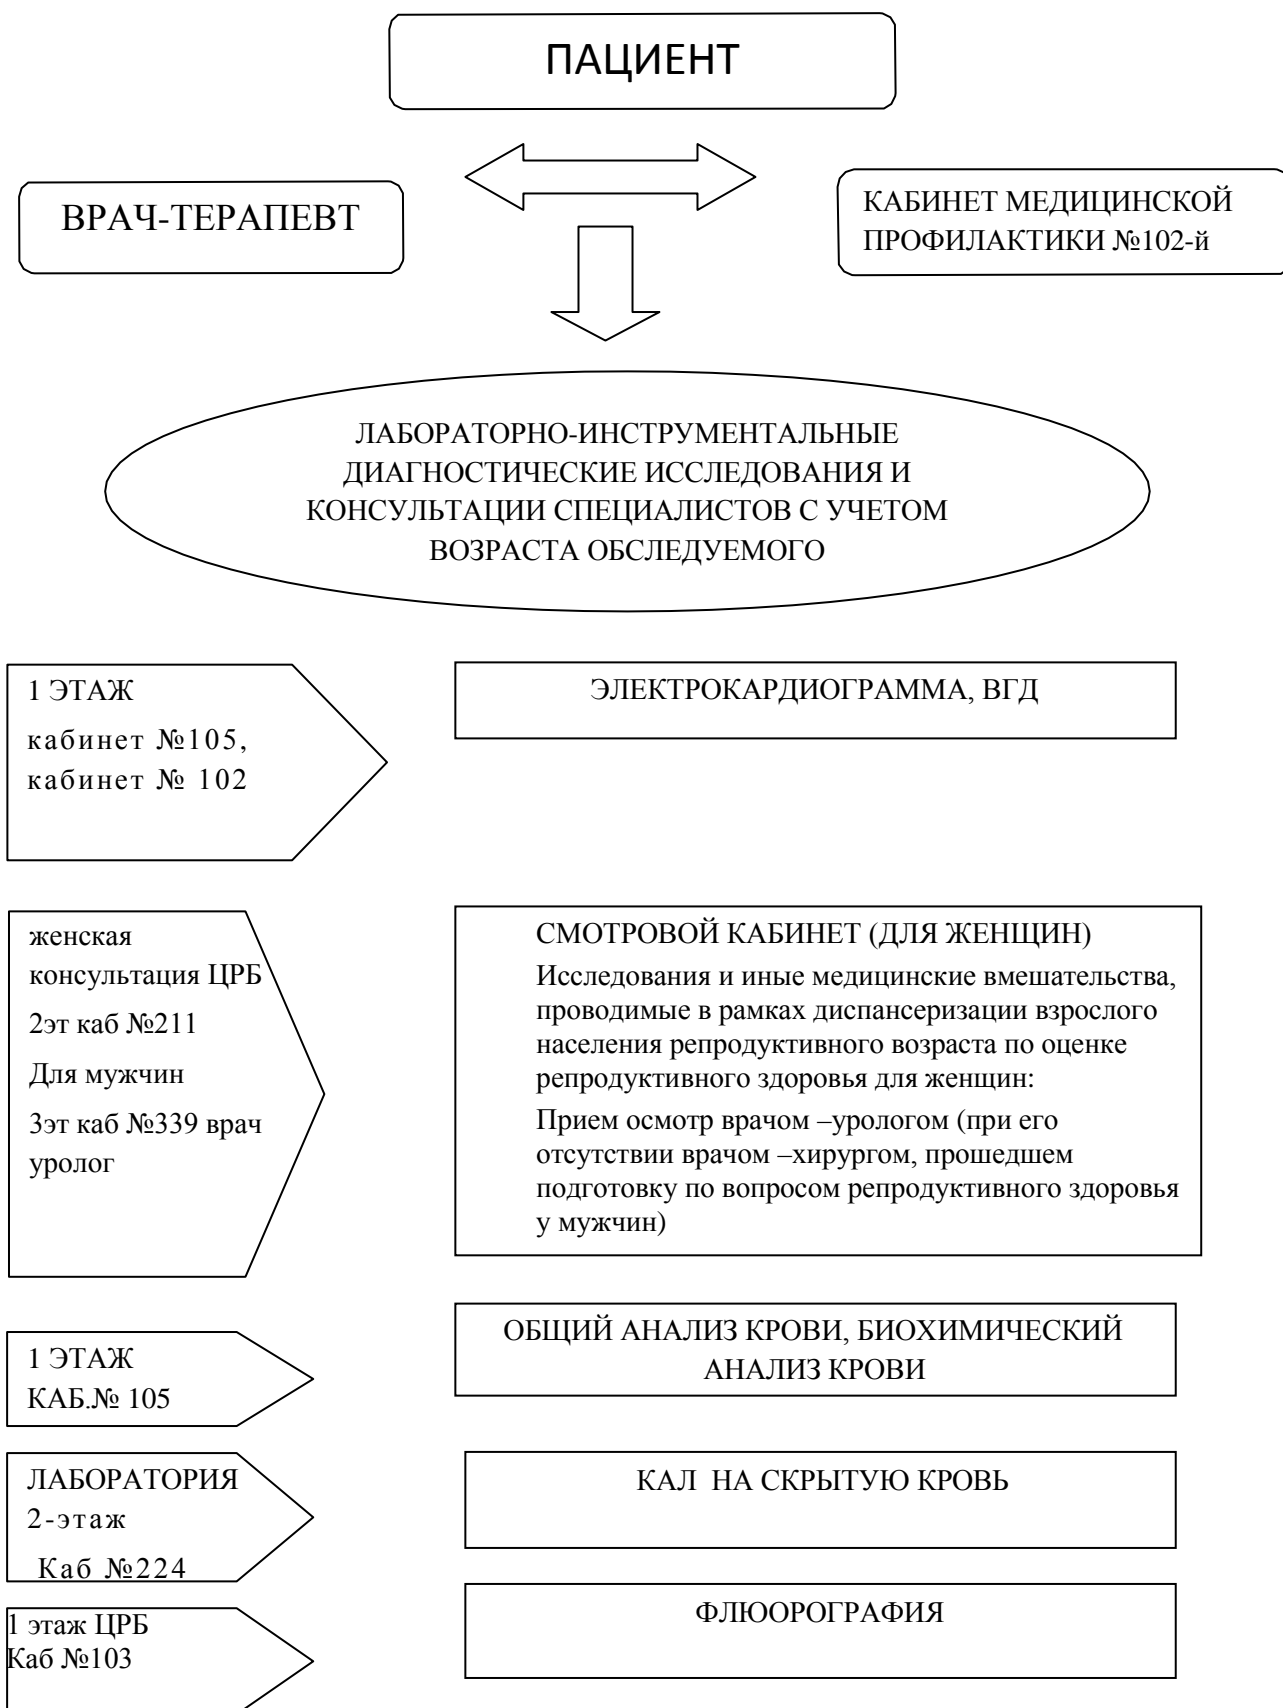 ПАЦИЕНТ
ВРАЧ-ТЕРАПЕВТ
КАБИНЕТ МЕДИЦИНСКОЙ
ПРОФИЛАКТИКИ №102-й
ЛАБОРАТОРНО-ИНСТРУМЕНТАЛЬНЫЕ
ДИАГНОСТИЧЕСКИЕ ИССЛЕДОВАНИЯ И
КОНСУЛЬТАЦИИ СПЕЦИАЛИСТОВ С УЧЕТОМ
ВОЗРАСТА ОБСЛЕДУЕМОГО
1 ЭТАЖ
кабинет №105,
кабинет № 102
ЭЛЕКТРОКАРДИОГРАММА, ВГД
женская
консультация ЦРБ
2эт каб №211
Для мужчин
3эт каб №339 врач
уролог
СМОТРОВОЙ КАБИНЕТ (ДЛЯ ЖЕНЩИН)
Исследования и иные медицинские вмешательства,
проводимые в рамках диспансеризации взрослого
населения репродуктивного возраста по оценке
репродуктивного здоровья для женщин:
Прием осмотр врачом –урологом (при его
отсутствии врачом –хирургом, прошедшем
подготовку по вопросом репродуктивного здоровья
у мужчин)
1 ЭТАЖ
КАБ.№ 105
ОБЩИЙ АНАЛИЗ КРОВИ, БИОХИМИЧЕСКИЙ
АНАЛИЗ КРОВИ
ЛАБОРАТОРИЯ
2-этаж
Каб №224
КАЛ НА СКРЫТУЮ КРОВЬ
1 этаж ЦРБ
Каб №103
ФЛЮОРОГРАФИЯ